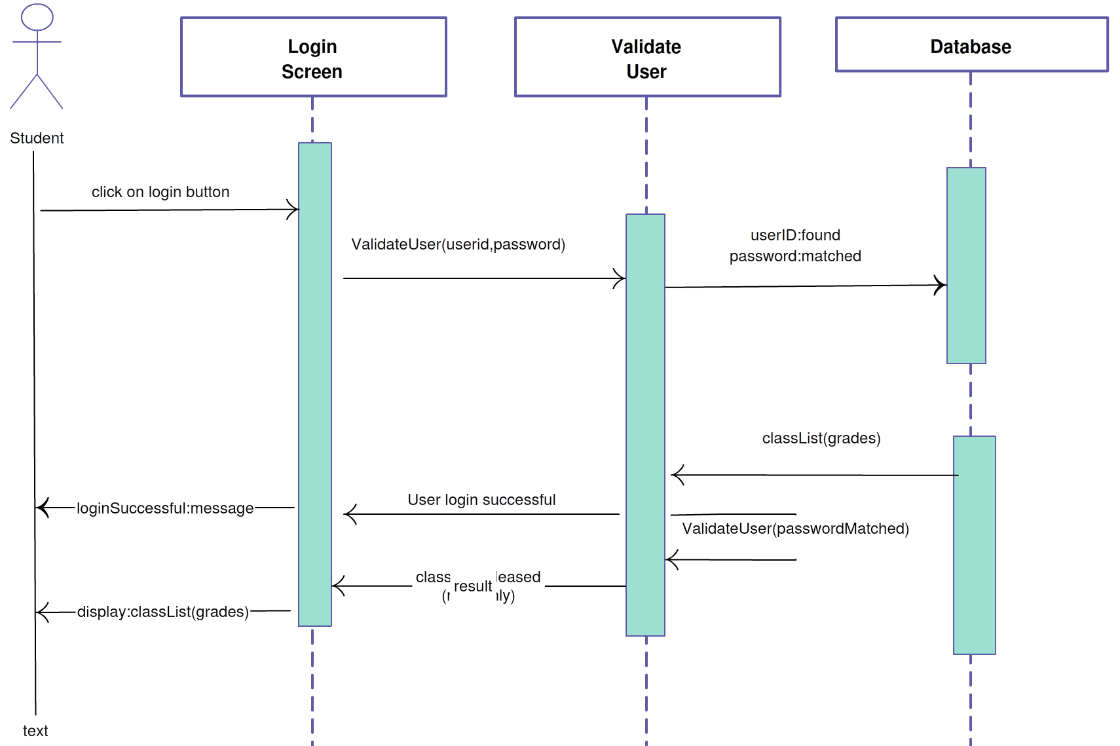 Login
Screen
Validate
User
Database
Student
click on login button
ValidateUser(userid,password)
userID:found
password:matched
classList(grades)
User login successful
loginSuccessful:message
ValidateUser(passwordMatched)
result
display:classList(grades)
text